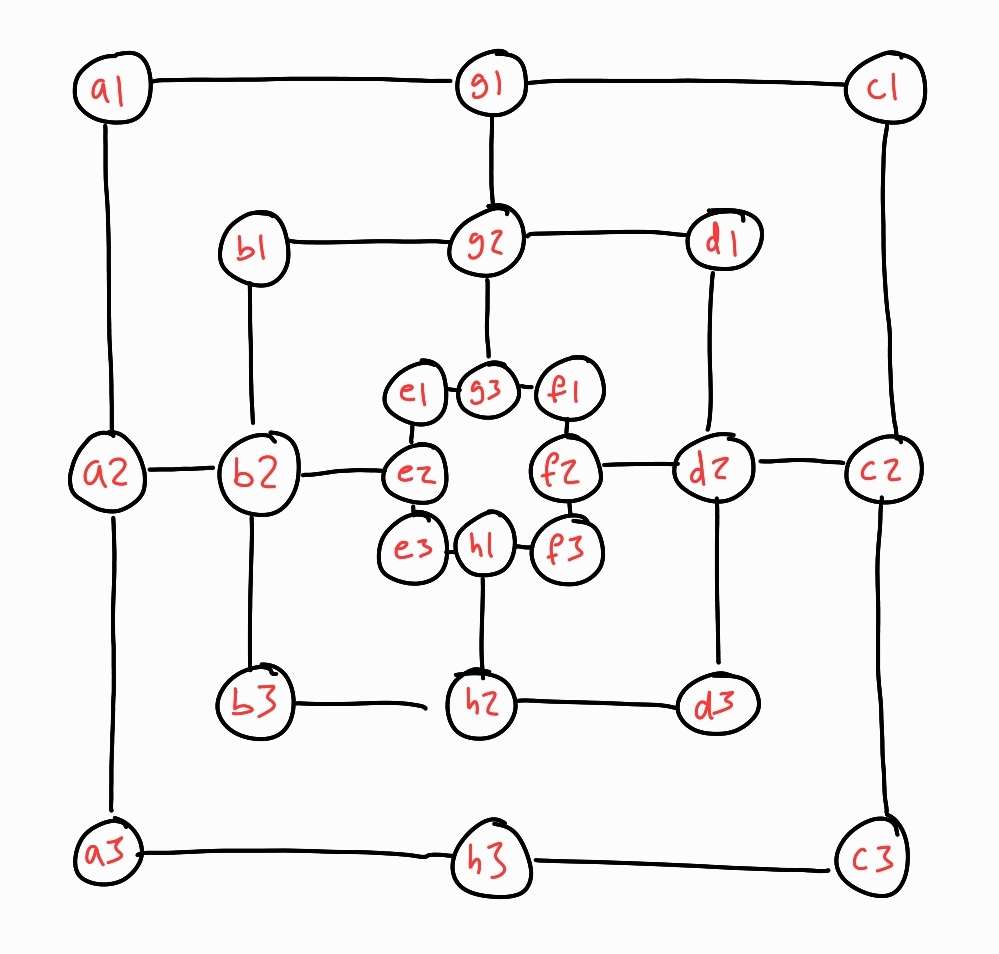 a1 g1 c1
b1 g2 d1
e1 g3 f1
a2 b2 e2 f2 d2 c2
e3 h1 f3
b3 h2 d3
a3 h3 c3